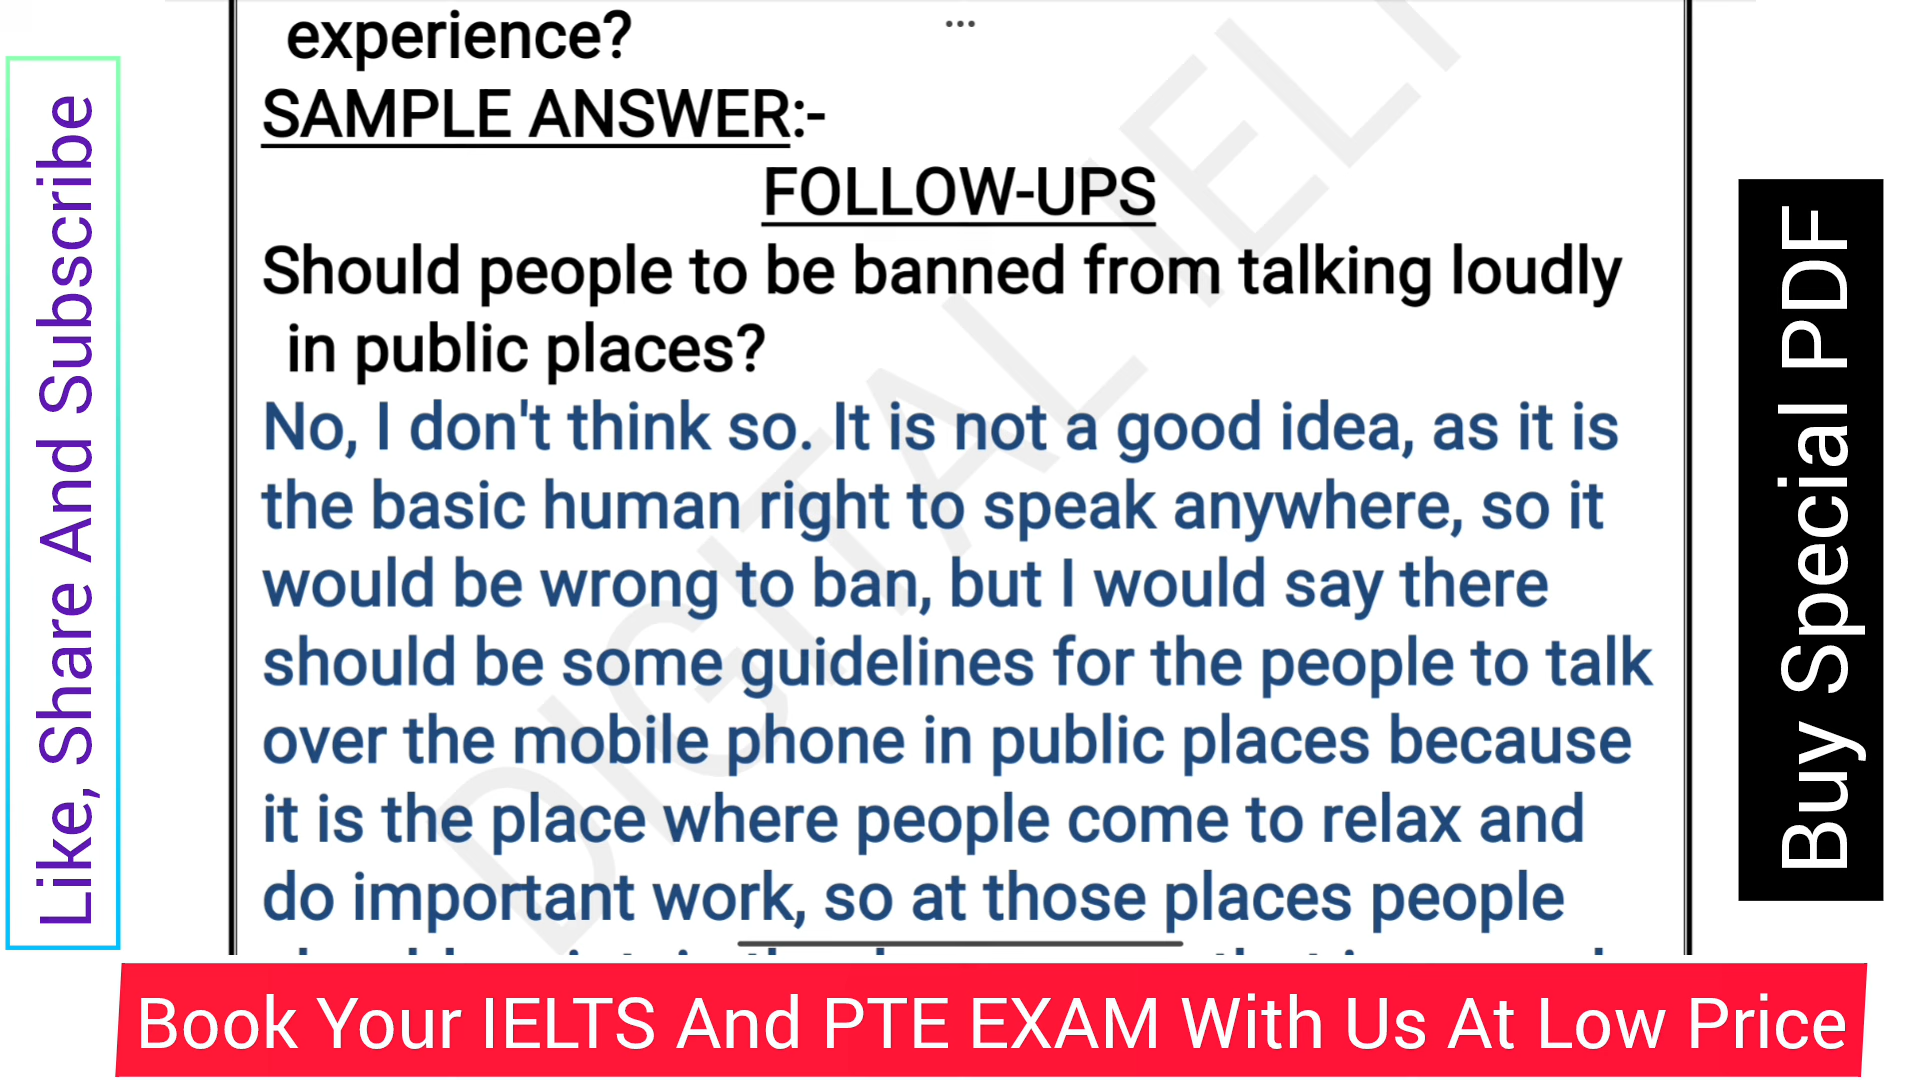 experience?
SAMPLE ANSWER:-
FOLLOW-UPS
Should people to be banned from talking loudly
in public places?
No, I don't think so. It is not a good idea, as it is
the basic human right to speak anywhere, so it
would be wrong to ban, but I would say there
should be some guidelines for the people to talk
over the mobile phone in public places because
it is the place where people come to relax and
do important work, so at those places people
Like, Share And Subscribe
Buy Special PDF
Book Your IELTS And PTE EXAM With Us At Low Price
DIGITAL IELT